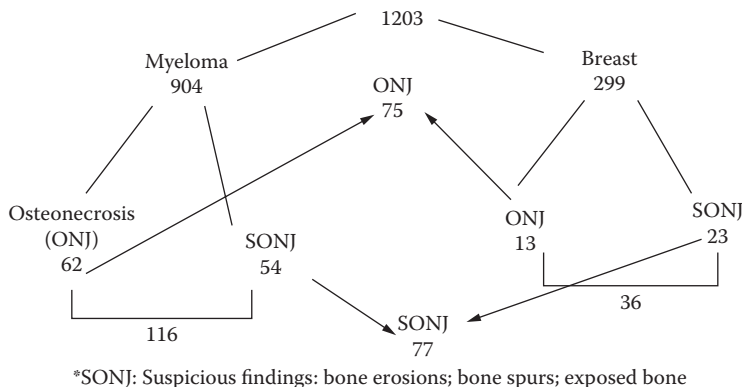 1203
Myeloma
904
Breast
299
ONJ
75
Osteonecrosis
(ONJ)
62
SONJ
54
ONJ
13
SONJ
23
116
36
SONJ
77
*SONJ: Suspicious findings: bone erosions; bone spurs; exposed bone